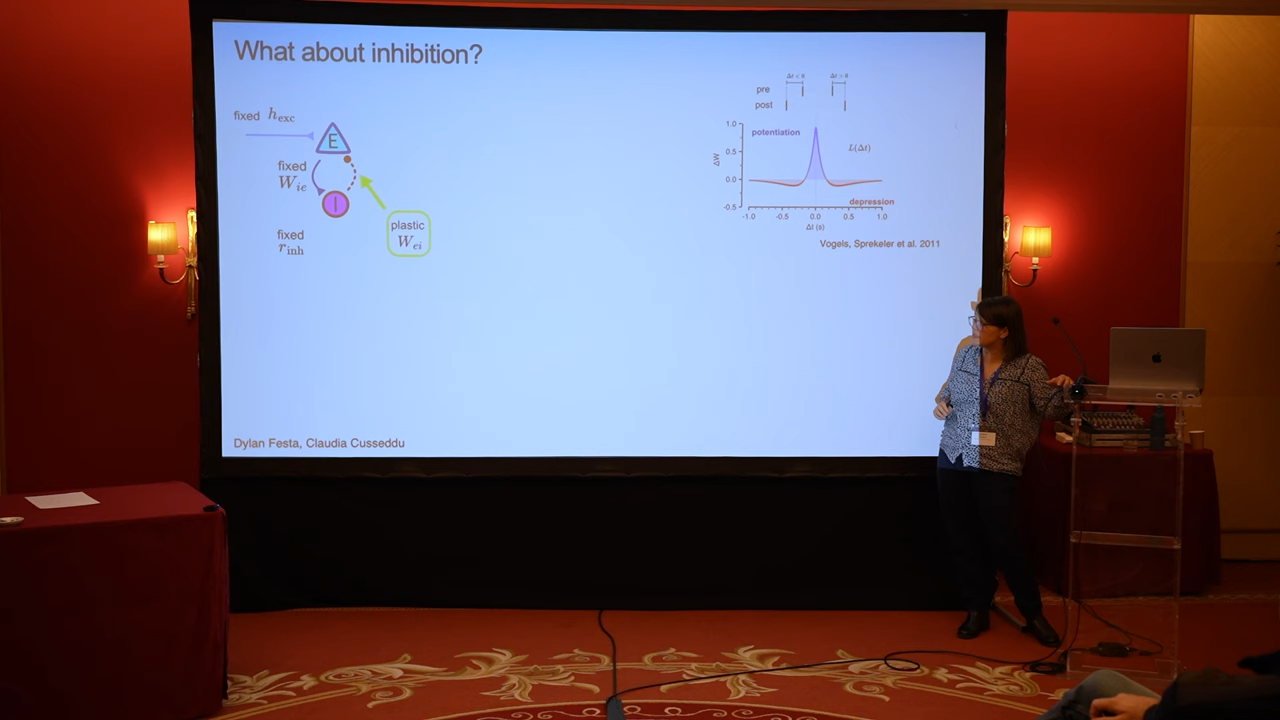 What about inhibition?
fixed h_exc
E
fixed
W_ie
I
fixed
r_inh
plastic
W_ei
Δt < 0 Δt > 0
pre
post
1.0
0.5
0.0
-0.5
ΔW
potentiation
L(Δt)
depression
-1.0 -0.5 0.0 0.5 1.0
Δt (s)
Vogels, Sprekeler et al. 2011
Dylan Festa, Claudia Cusseddu